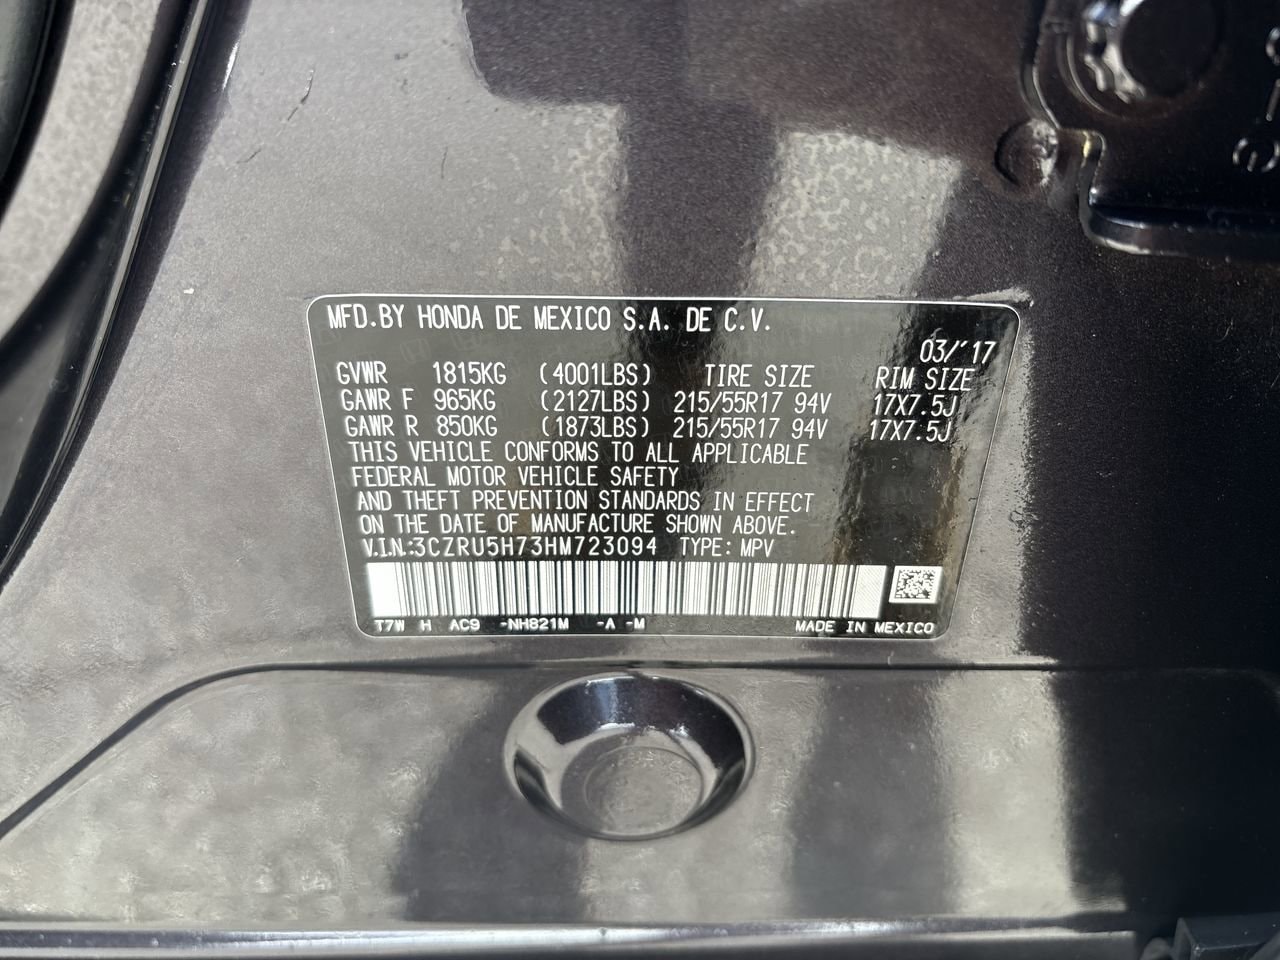 MFD.BY HONDA DE MEXICO S.A. DE C.V.
03/'17
GVWR 1815KG (4001LBS) TIRE SIZE RIM SIZE
GAWR F 965KG (2127LBS) 215/55R17 94V 17X7.5J
GAWR R 850KG (1873LBS) 215/55R17 94V 17X7.5J
THIS VEHICLE CONFORMS TO ALL APPLICABLE
FEDERAL MOTOR VEHICLE SAFETY
AND THEFT PREVENTION STANDARDS IN EFFECT
ON THE DATE OF MANUFACTURE SHOWN ABOVE.
V.I.N.:3CZRU5H73HM723094 TYPE: MPV
T7W H AC9 -NH821M -A -M MADE IN MEXICO